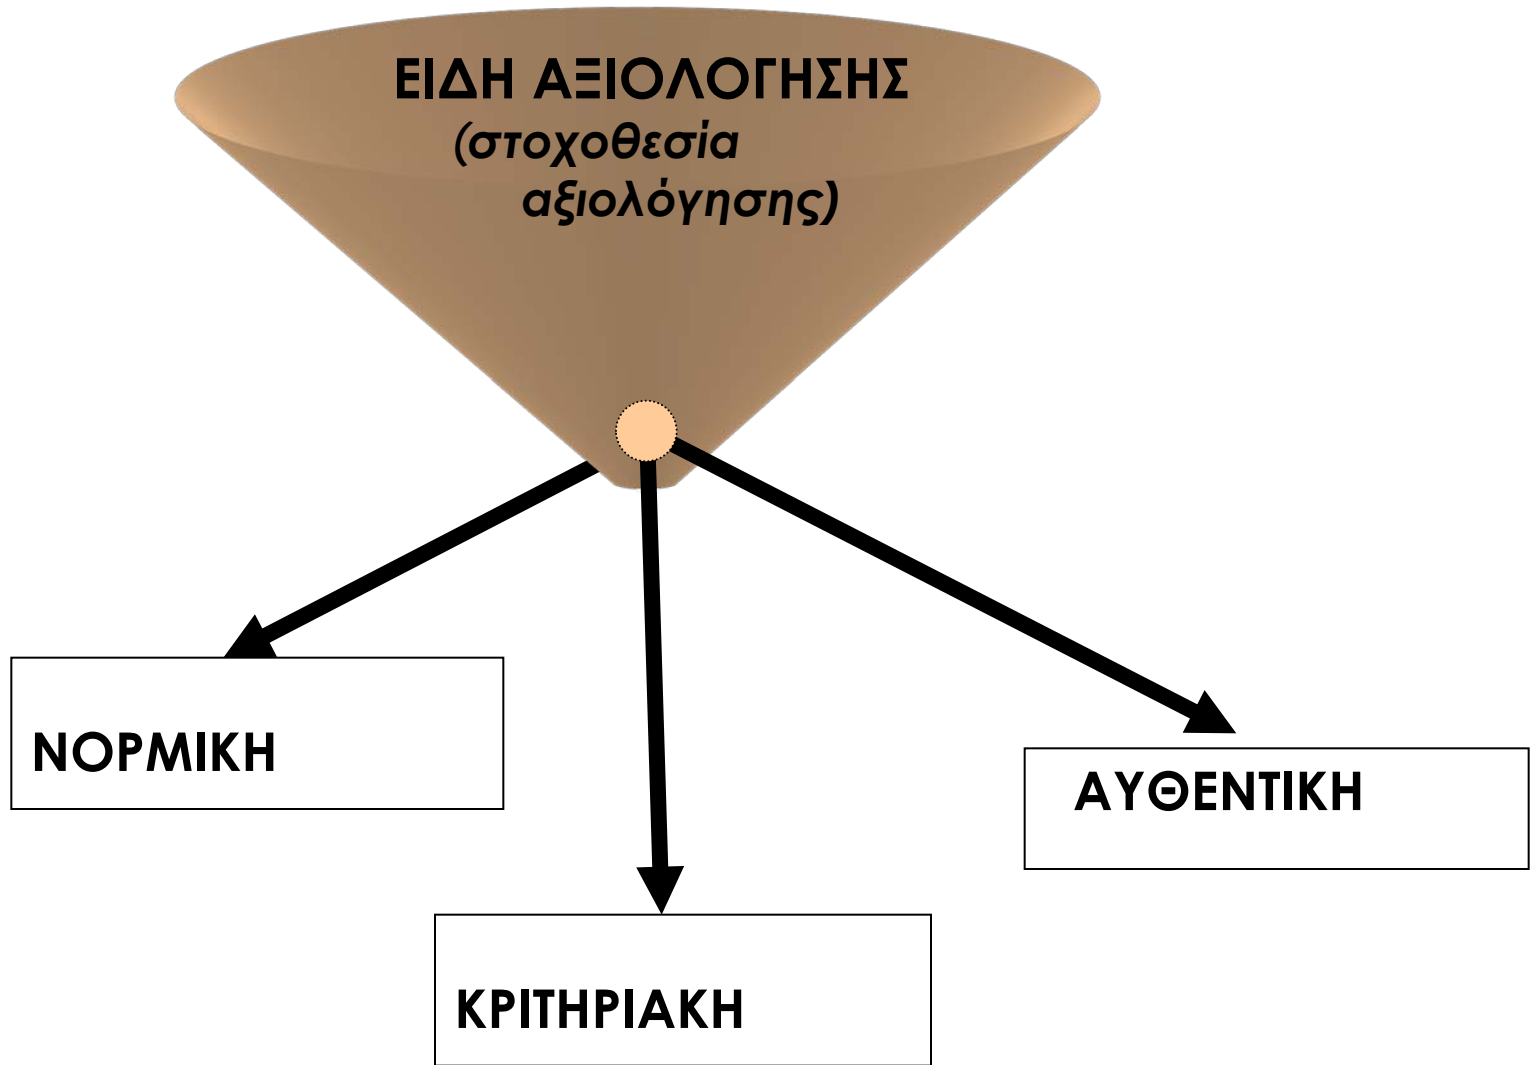 ΕΙΔΗ ΑΞΙΟΛΟΓΗΣΗΣ
(στοχοθεσία
αξιολόγησης)
ΝΟΡΜΙΚΗ
ΑΥΘΕΝΤΙΚΗ
ΚΡΙΤΗΡΙΑΚΗ